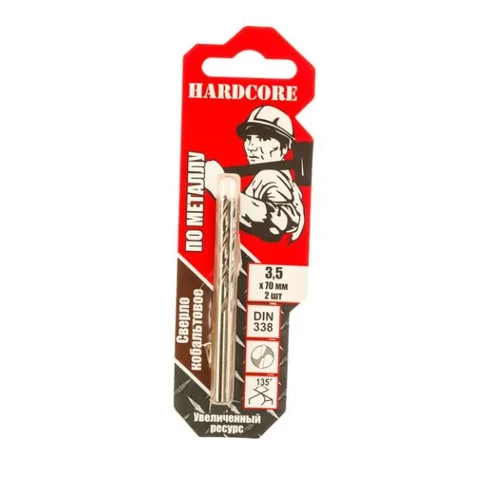 HARDCORE
ПО МЕТАЛЛУ
Сверло
кобальтовое
3,5
x 70 мм
2 шт
DIN
338
135°
Увеличенный
ресурс